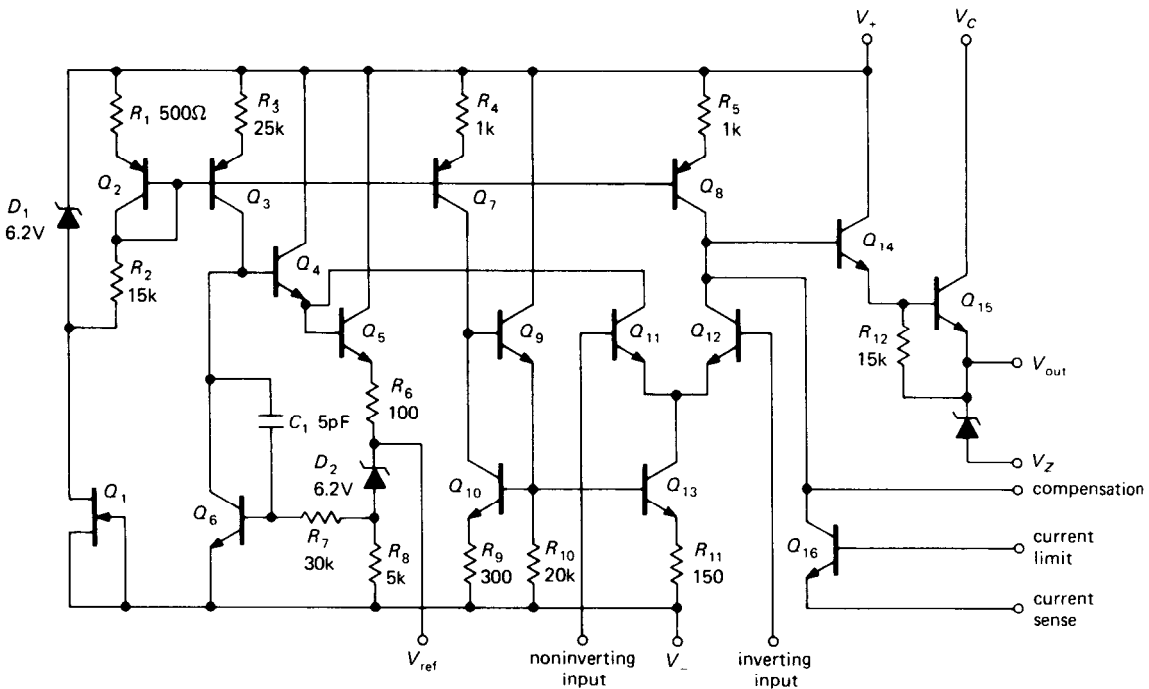 V+
VC
R1 500Ω
R3
25k
R4
1k
R5
1k
Q2
Q3
Q7
Q8
D1
6.2V
R2
15k
Q4
Q14
Q5
Q9
Q11
Q12
Q15
R12
15k
Vout
R6
100
C1 5pF
D2
6.2V
VZ
Q1
Q6
Q10
Q13
compensation
R7
30k
R8
5k
R9
300
R10
20k
R11
150
Q16
current
limit
current
sense
Vref
noninverting
input
V−
inverting
input